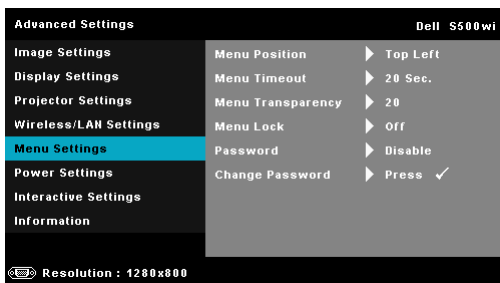 Advanced Settings Dell S500wi
Image Settings
Display Settings
Projector Settings
Wireless/LAN Settings
Menu Settings
Power Settings
Interactive Settings
Information
Menu Position Top Left
Menu Timeout 20 Sec.
Menu Transparency 20
Menu Lock Off
Password Disable
Change Password Press ✓
Resolution : 1280x800